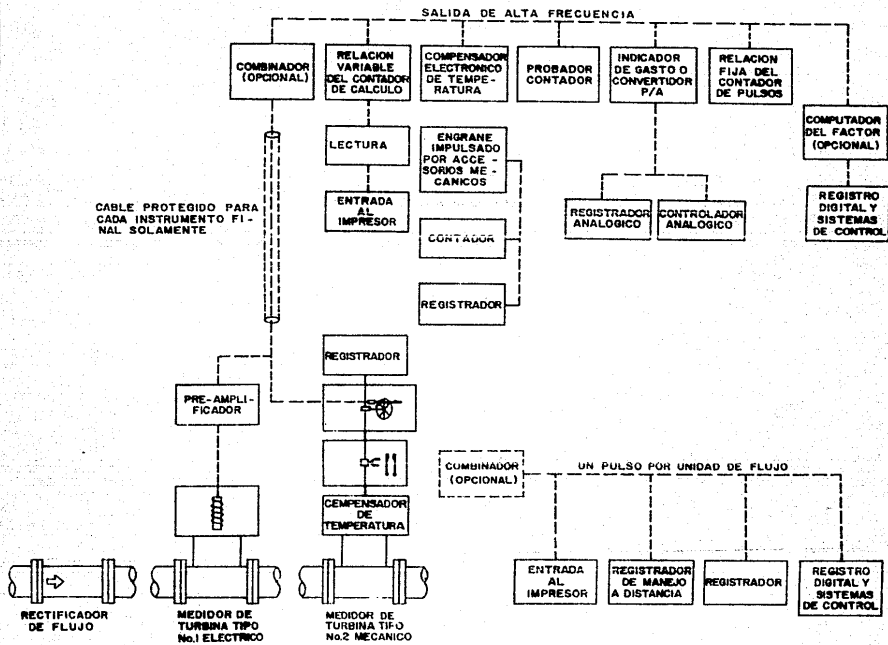 SALIDA DE ALTA FRECUENCIA
COMBINADOR
(OPCIONAL)
RELACION
VARIABLE
DEL CONTADOR
DE CALCULO
COMPENSADOR
ELECTRONICO
DE TEMPE-
RATURA
PROBADOR
CONTADOR
INDICADOR
DE GASTO O
CONVERTIDOR
P/A
RELACION
FIJA DEL
CONTADOR
DE PULSOS
COMPUTADOR
DEL FACTOR
(OPCIONAL)
LECTURA
ENTRADA
AL
IMPRESOR
ENGRANE
IMPULSADO
POR ACCE -
SORIOS ME -
CANICOS
CONTADOR
REGISTRADOR
REGISTRADOR
ANALOGICO
CONTROLADOR
ANALOGICO
REGISTRO
DIGITAL Y
SISTEMAS
DE CONTROL
CABLE PROTEGIDO PARA
CADA INSTRUMENTO FI -
NAL SOLAMENTE
REGISTRADOR
PRE-AMPLI-
FICADOR
CEMPENSADOR
DE
TEMPERATURA
COMBINADOR
(OPCIONAL)
UN PULSO POR UNIDAD DE FLUJO
ENTRADA
AL
IMPRESOR
REGISTRADOR
DE MANEJO
A DISTANCIA
REGISTRADOR
REGISTRO
DIGITAL Y
SISTEMAS
DE CONTROL
RECTIFICADOR
DE FLUJO
MEDIDOR DE
TURBINA TIPO
No.1 ELECTRICO
MEDIDOR DE
TURBINA TIPO
No.2 MECANICO